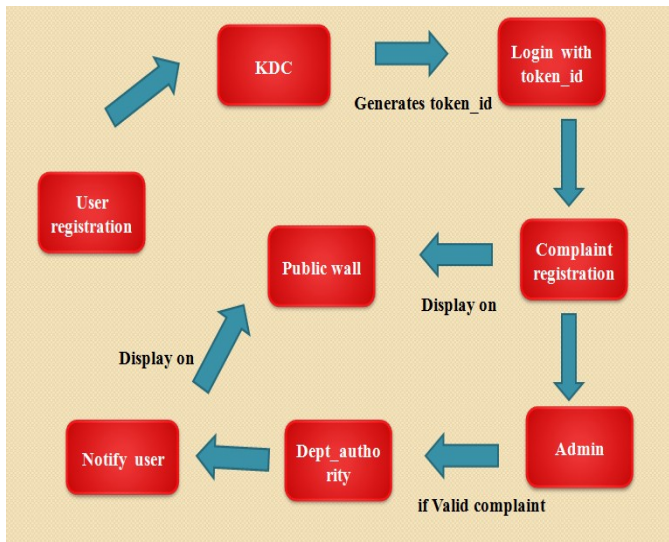 KDC
Generates token_id
Login with
token_id
User
registration
Public wall
Complaint
registration
Display on
Display on
Notify user
Dept_autho
rity
Admin
if Valid complaint